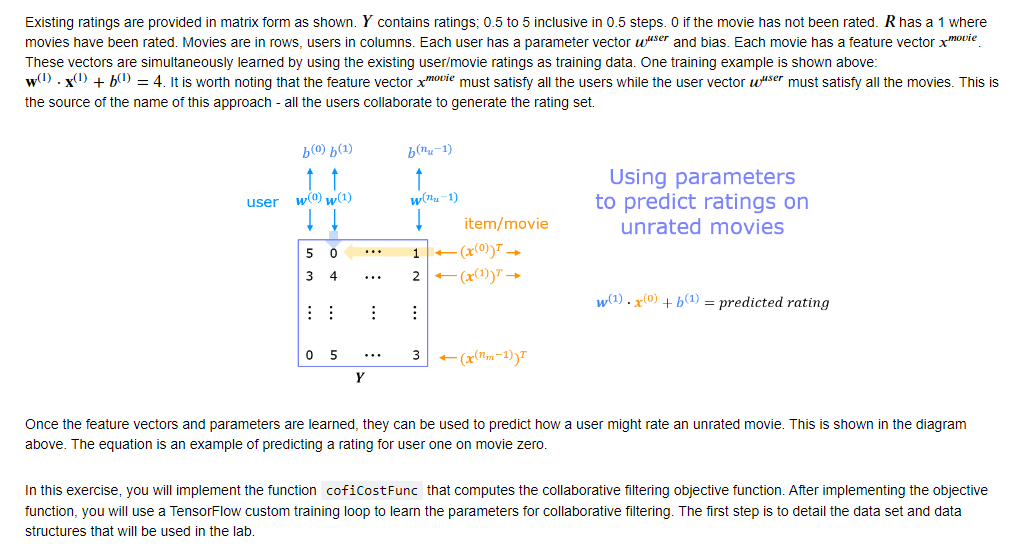 Existing ratings are provided in matrix form as shown. Y contains ratings; 0.5 to 5 inclusive in 0.5 steps. 0 if the movie has not been rated. R has a 1 where
movies have been rated. Movies are in rows, users in columns. Each user has a parameter vector w^user and bias. Each movie has a feature vector x^movie.
These vectors are simultaneously learned by using the existing user/movie ratings as training data. One training example is shown above:
w^(1) · x^(1) + b^(1) = 4. It is worth noting that the feature vector x^movie must satisfy all the users while the user vector w^user must satisfy all the movies. This is
the source of the name of this approach - all the users collaborate to generate the rating set.
b^(0) b^(1) b^(n_u-1)
Using parameters
to predict ratings on
unrated movies
user w^(0) w^(1) w^(n_u-1)
item/movie
5 0 ... 1 ←(x^(0))^T→
3 4 ... 2 ←(x^(1))^T→
w^(1) · x^(0) + b^(1) = predicted rating
⋮ ⋮ ⋮ ⋮
0 5 ... 3 ←(x^(n_m-1))^T
Y
Once the feature vectors and parameters are learned, they can be used to predict how a user might rate an unrated movie. This is shown in the diagram
above. The equation is an example of predicting a rating for user one on movie zero.
In this exercise, you will implement the function cofiCostFunc that computes the collaborative filtering objective function. After implementing the objective
function, you will use a TensorFlow custom training loop to learn the parameters for collaborative filtering. The first step is to detail the data set and data
structures that will be used in the lab.